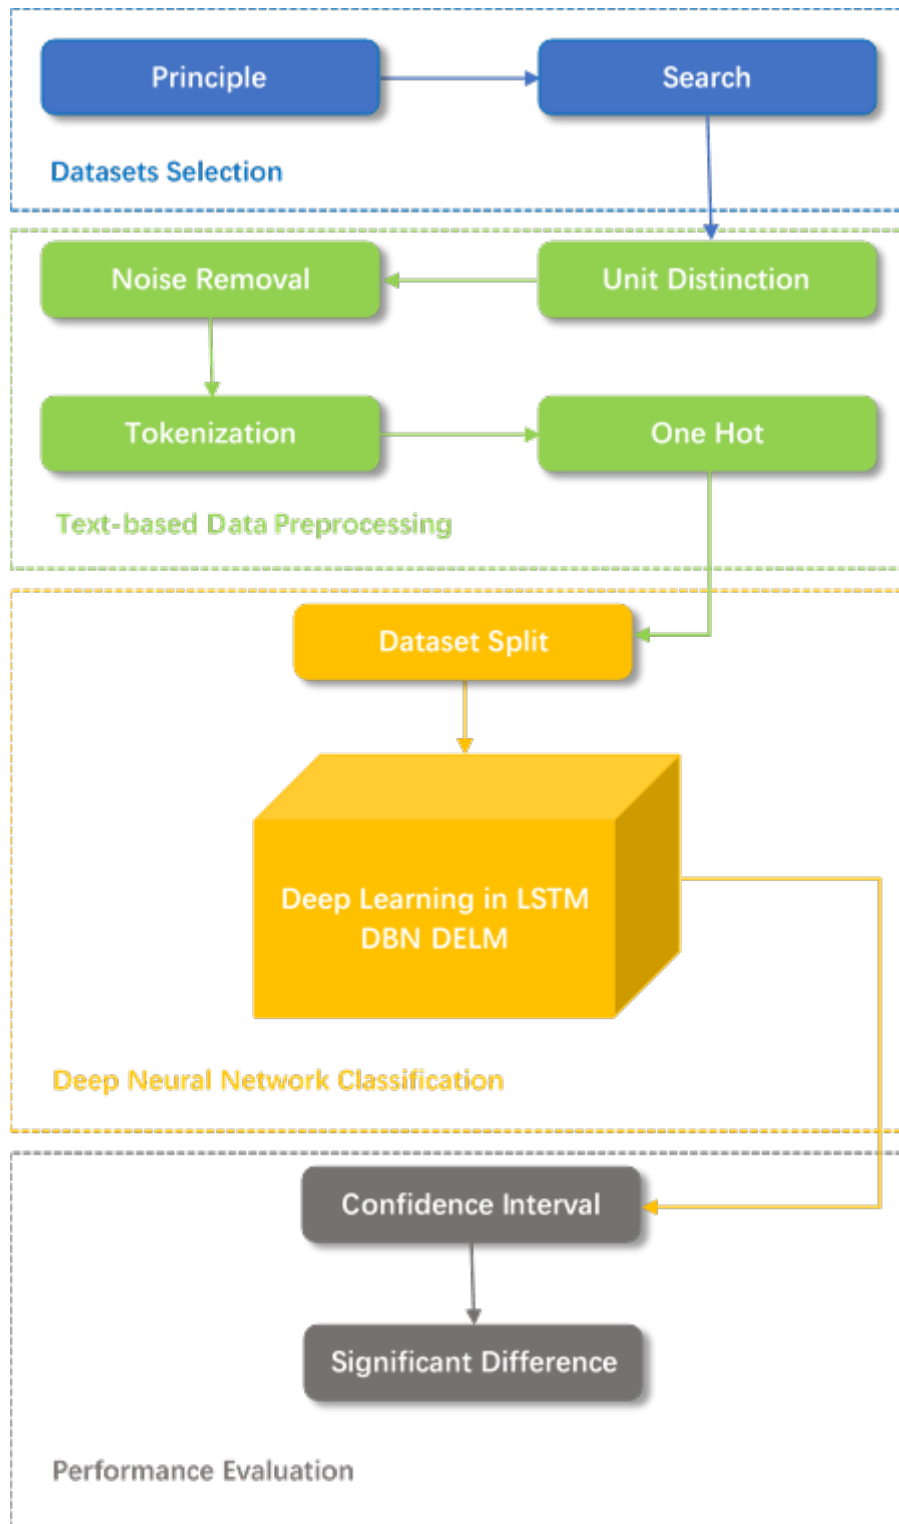 Principle
Search
Datasets Selection
Noise Removal
Unit Distinction
Tokenization
One Hot
Text-based Data Preprocessing
Dataset Split
Deep Learning in LSTM
DBN DELM
Deep Neural Network Classification
Confidence Interval
Significant Difference
Performance Evaluation